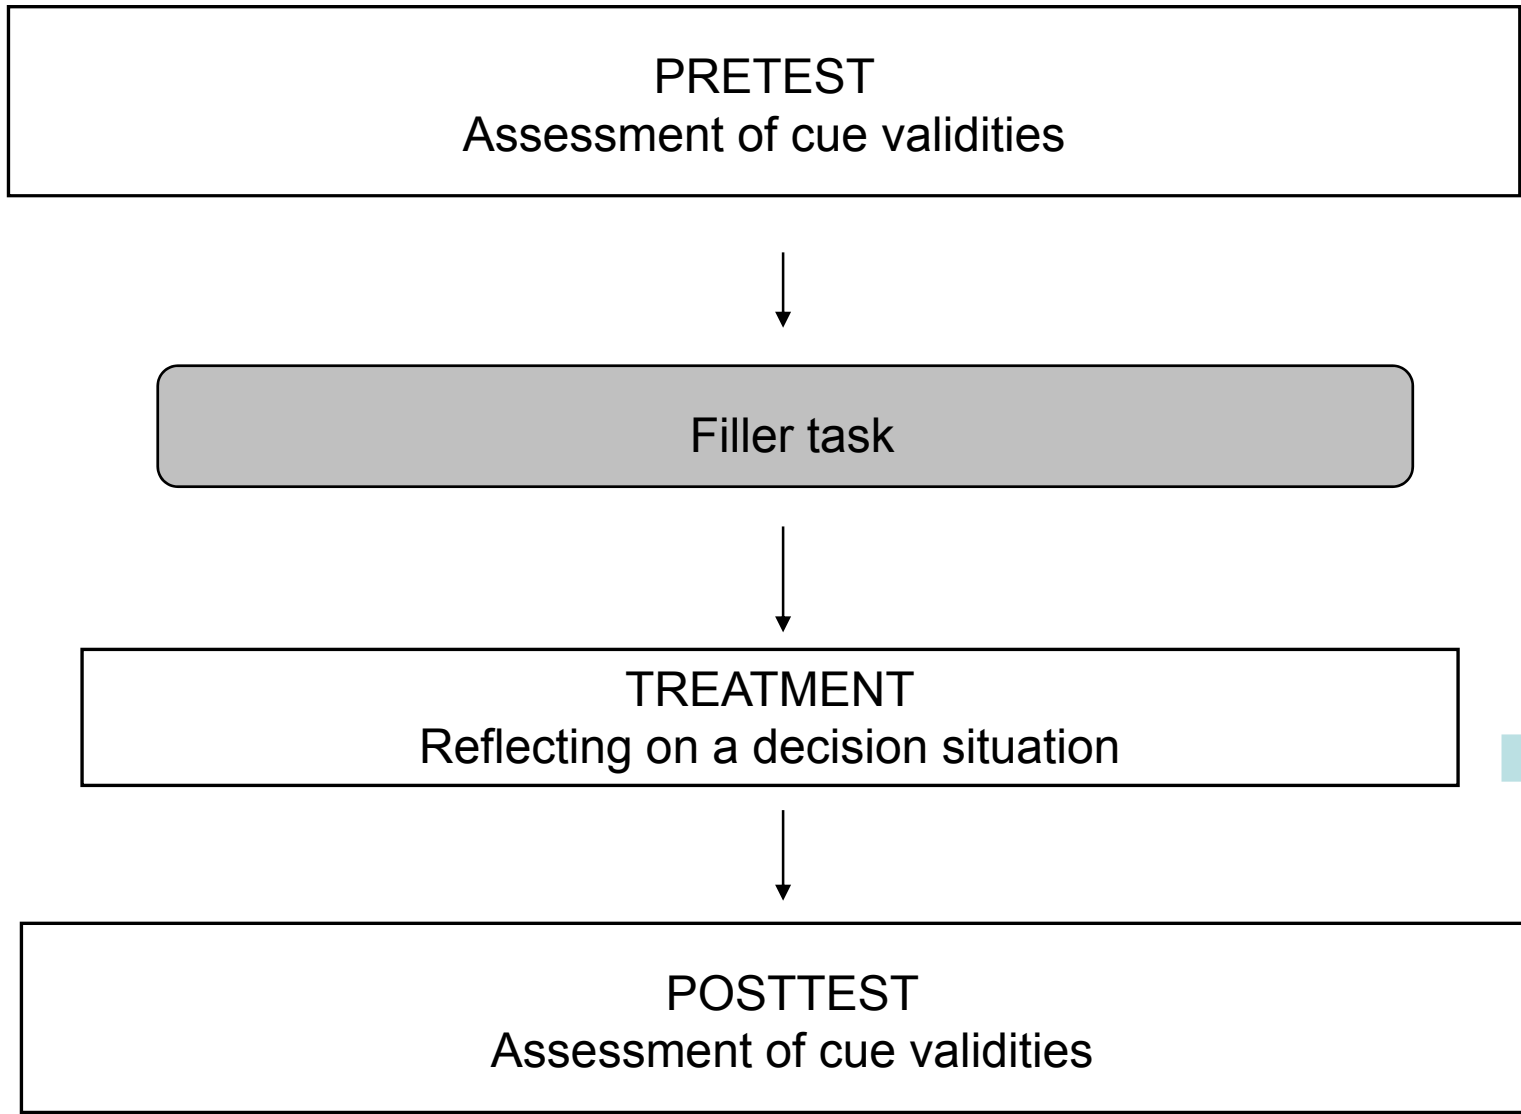 PRETEST
Assessment of cue validities
Filler task
TREATMENT
Reflecting on a decision situation
POSTTEST
Assessment of cue validities